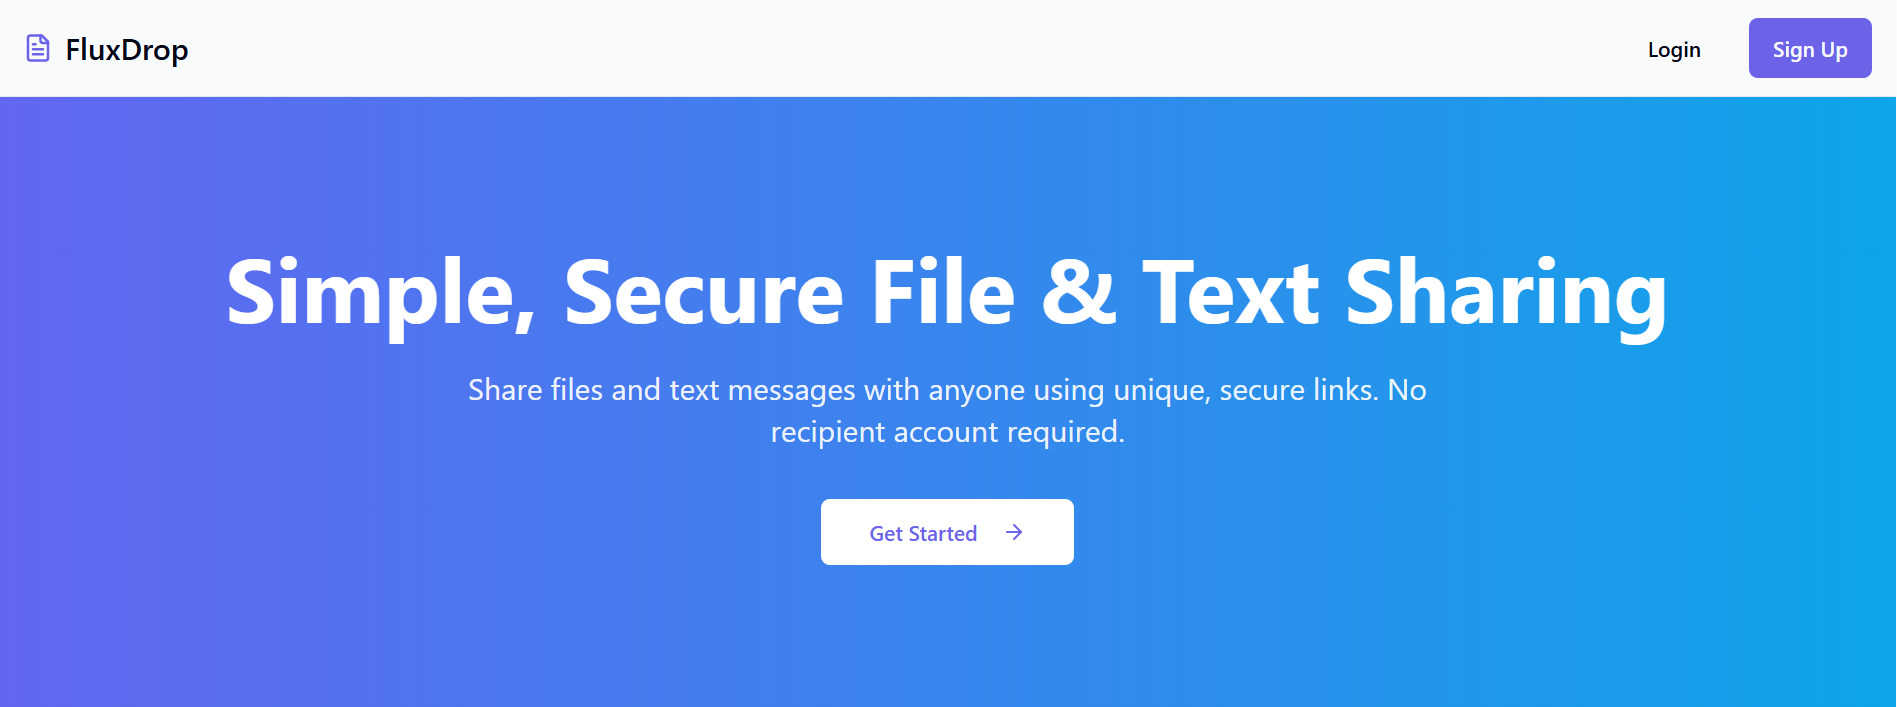 FluxDrop
Login
Sign Up
Simple, Secure File & Text Sharing
Share files and text messages with anyone using unique, secure links. No
recipient account required.
Get Started